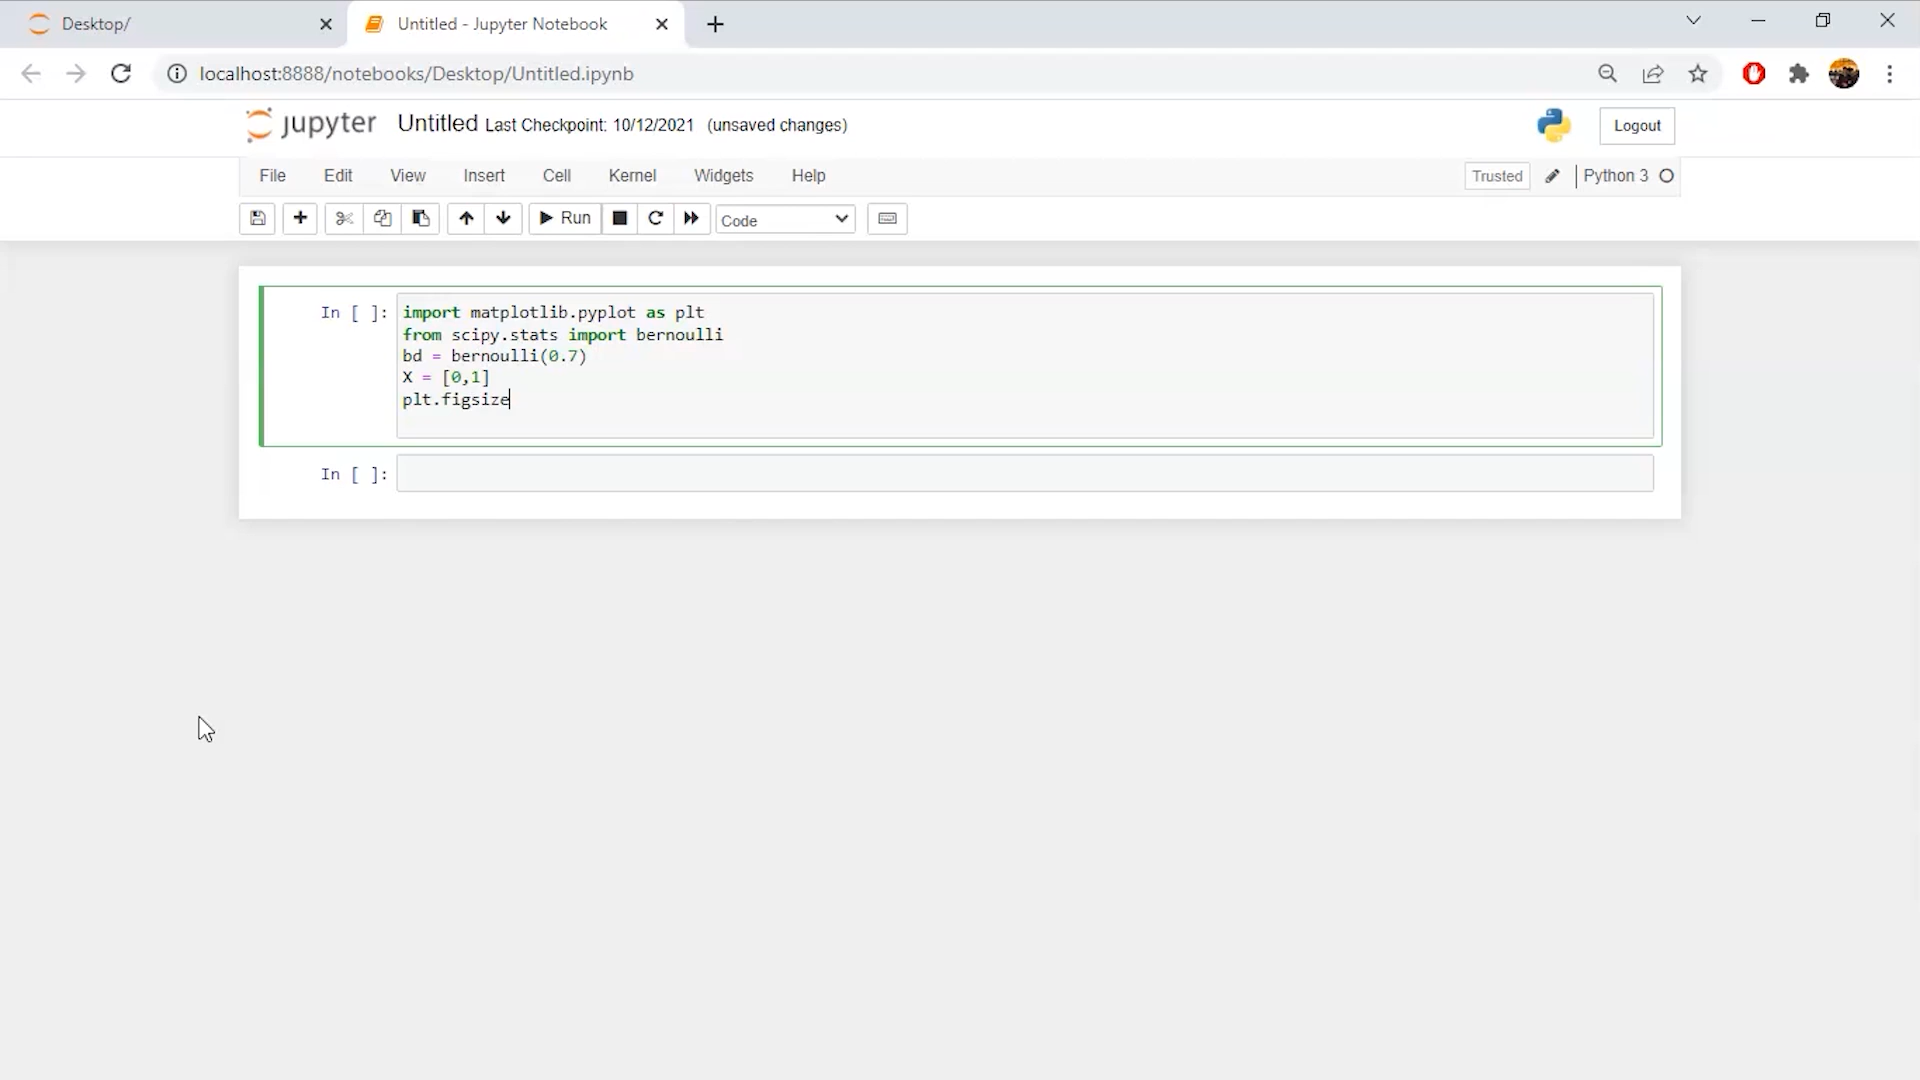 Desktop/
Untitled - Jupyter Notebook
localhost:8888/notebooks/Desktop/Untitled.ipynb
jupyter Untitled Last Checkpoint: 10/12/2021 (unsaved changes)
Logout
File Edit View Insert Cell Kernel Widgets Help
Trusted
Python 3
Run
Code
In [ ]: import matplotlib.pyplot as plt
from scipy.stats import bernoulli
bd = bernoulli(0.7)
X = [0,1]
plt.figsize
In [ ]: